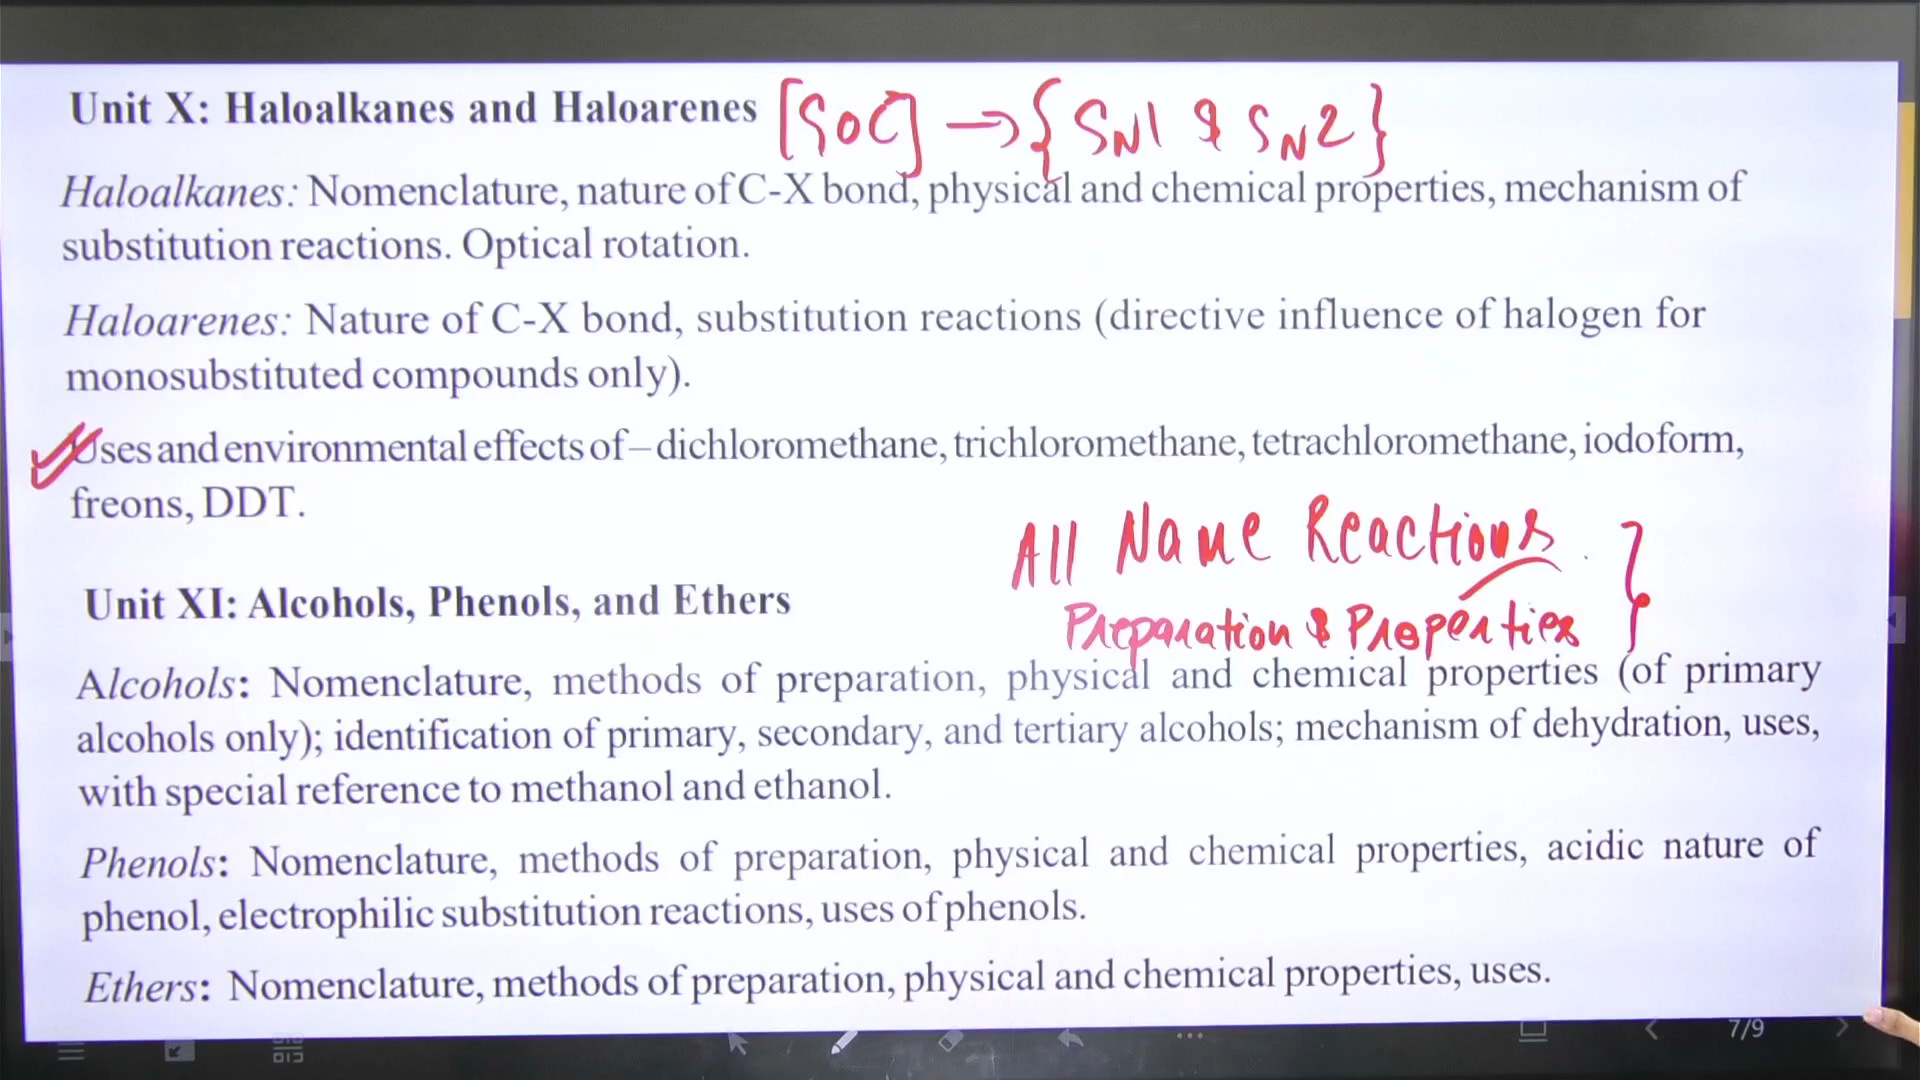 Unit X: Haloalkanes and Haloarenes [GOC] → { SN1 & SN2 }
Haloalkanes: Nomenclature, nature of C-X bond, physical and chemical properties, mechanism of
substitution reactions. Optical rotation.
Haloarenes: Nature of C-X bond, substitution reactions (directive influence of halogen for
monosubstituted compounds only).
Uses and environmental effects of – dichloromethane, trichloromethane, tetrachloromethane, iodoform,
freons, DDT.
All Name Reactions
Unit XI: Alcohols, Phenols, and Ethers
Preparation & Properties }
Alcohols: Nomenclature, methods of preparation, physical and chemical properties (of primary
alcohols only); identification of primary, secondary, and tertiary alcohols; mechanism of dehydration, uses,
with special reference to methanol and ethanol.
Phenols: Nomenclature, methods of preparation, physical and chemical properties, acidic nature of
phenol, electrophilic substitution reactions, uses of phenols.
Ethers: Nomenclature, methods of preparation, physical and chemical properties, uses.
7/9